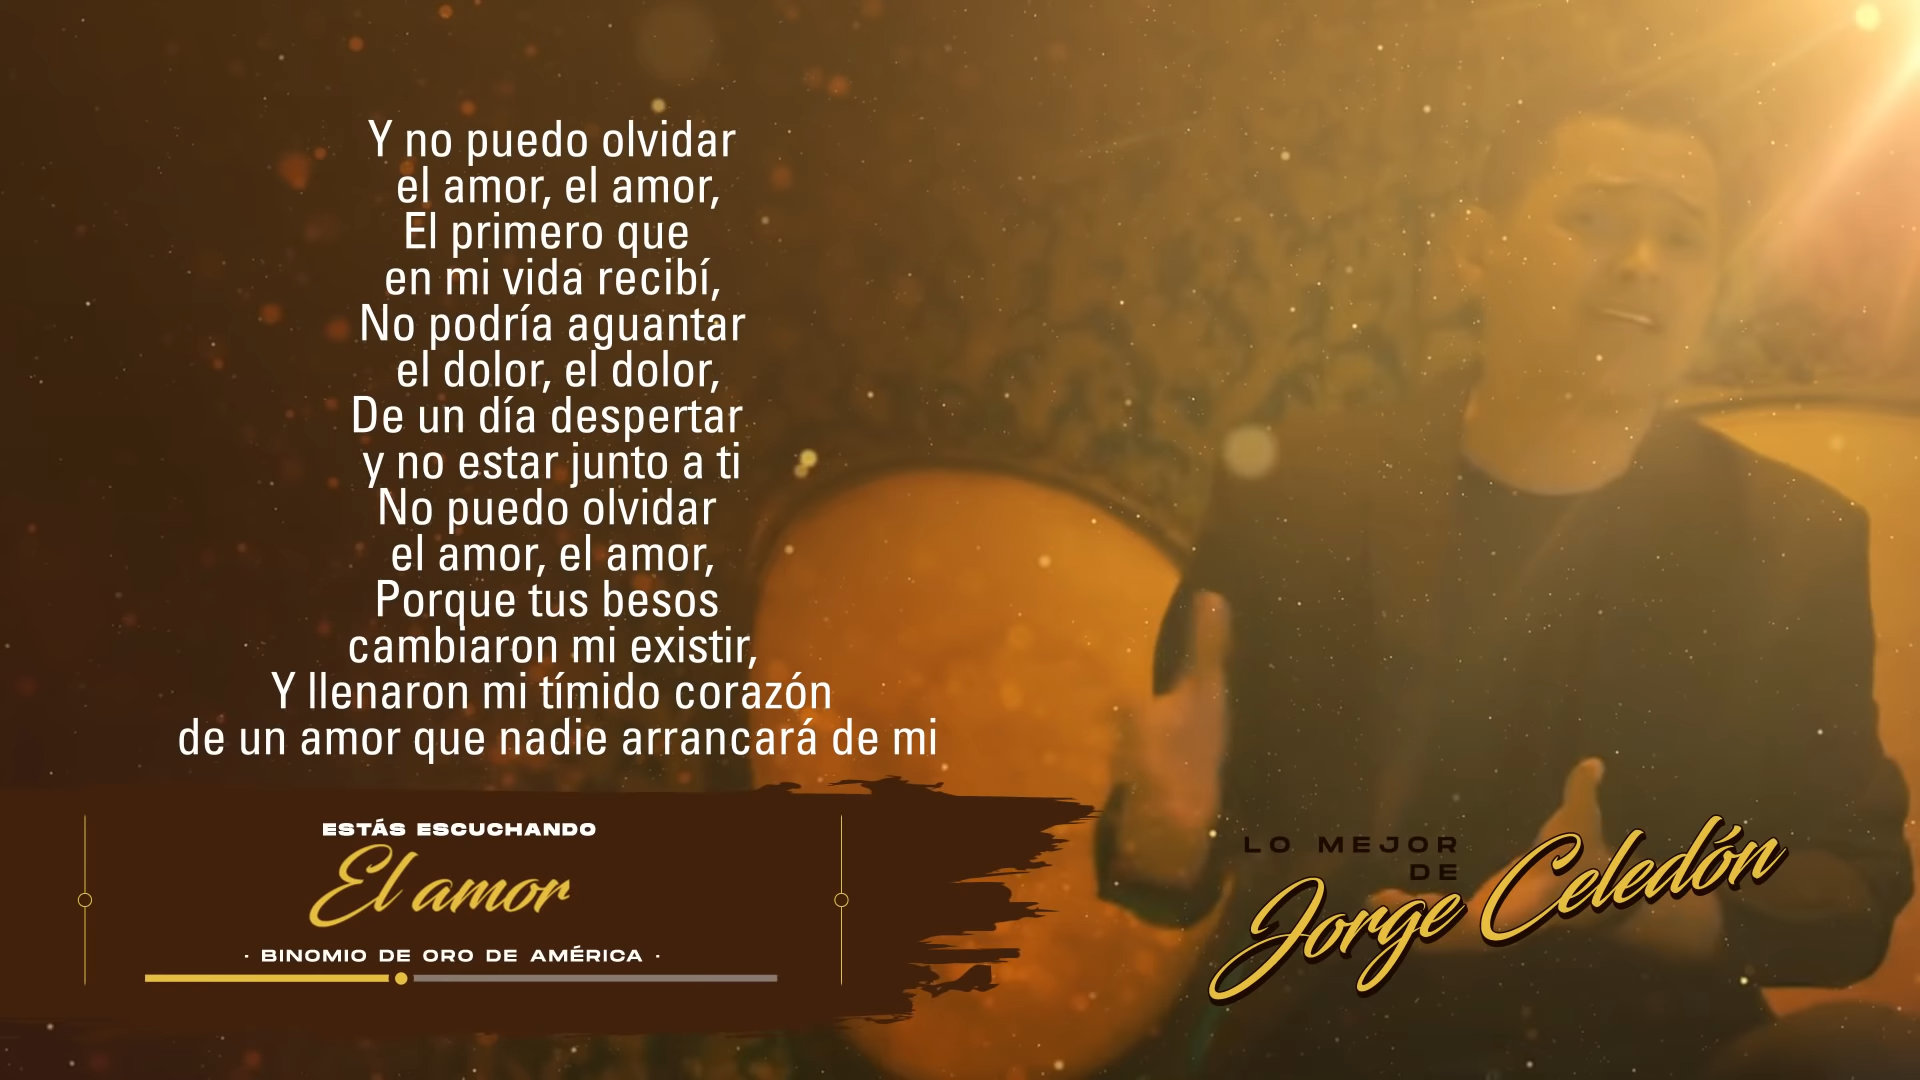 Y no puedo olvidar
el amor, el amor,
El primero que
en mi vida recibí,
No podría aguantar
el dolor, el dolor,
De un día despertar
y no estar junto a ti
No puedo olvidar
el amor, el amor,
Porque tus besos
cambiaron mi existir,
Y llenaron mi tímido corazón
de un amor que nadie arrancará de mi
ESTÁS ESCUCHANDO
El amor
· BINOMIO DE ORO DE AMÉRICA ·
LO MEJOR
DE
Jorge Celedón